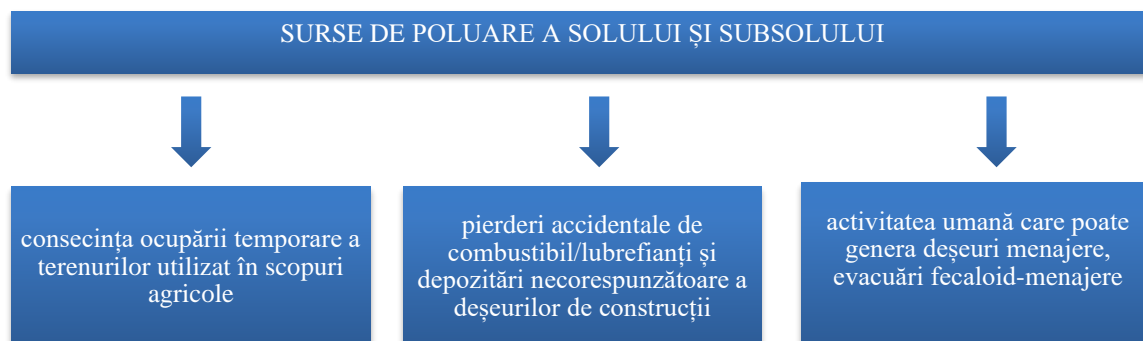 SURSE DE POLUARE A SOLULUI ȘI SUBSOLULUI
consecința ocupării temporare a
terenurilor utilizat în scopuri
agricole
pierderi accidentale de
combustibil/lubrefianți și
depozitări necorespunzătoare a
deșeurilor de construcții
activitatea umană care poate
genera deșeuri menajere,
evacuări fecaloid-menajere